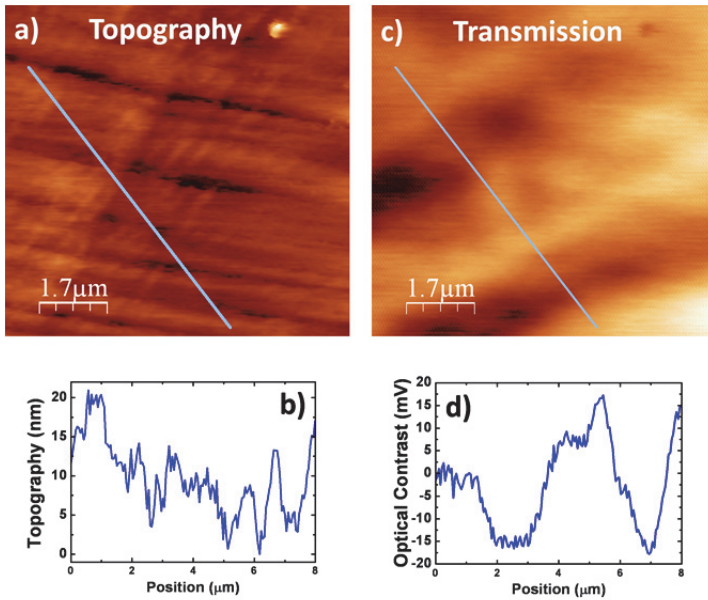 a) Topography
1.7μm
c) Transmission
1.7μm
b)
Topography (nm)
20
15
10
5
0
0 2 4 6 8
Position (μm)
d)
Optical Contrast (mV)
20
15
10
5
0
-5
-10
-15
-20
0 2 4 6 8
Position (μm)